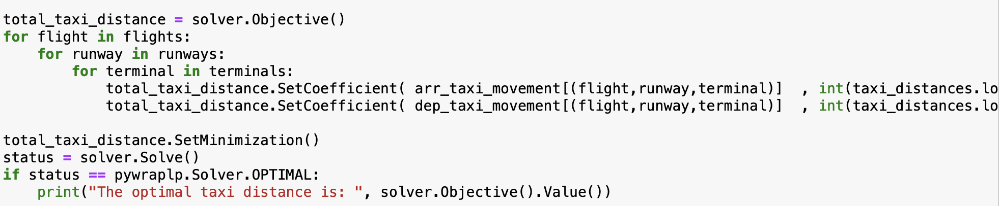 total_taxi_distance = solver.Objective()
for flight in flights:
    for runway in runways:
        for terminal in terminals:
            total_taxi_distance.SetCoefficient( arr_taxi_movement[(flight,runway,terminal)]  , int(taxi_distances.lo
            total_taxi_distance.SetCoefficient( dep_taxi_movement[(flight,runway,terminal)]  , int(taxi_distances.lo

total_taxi_distance.SetMinimization()
status = solver.Solve()
if status == pywraplp.Solver.OPTIMAL:
    print("The optimal taxi distance is: ", solver.Objective().Value())